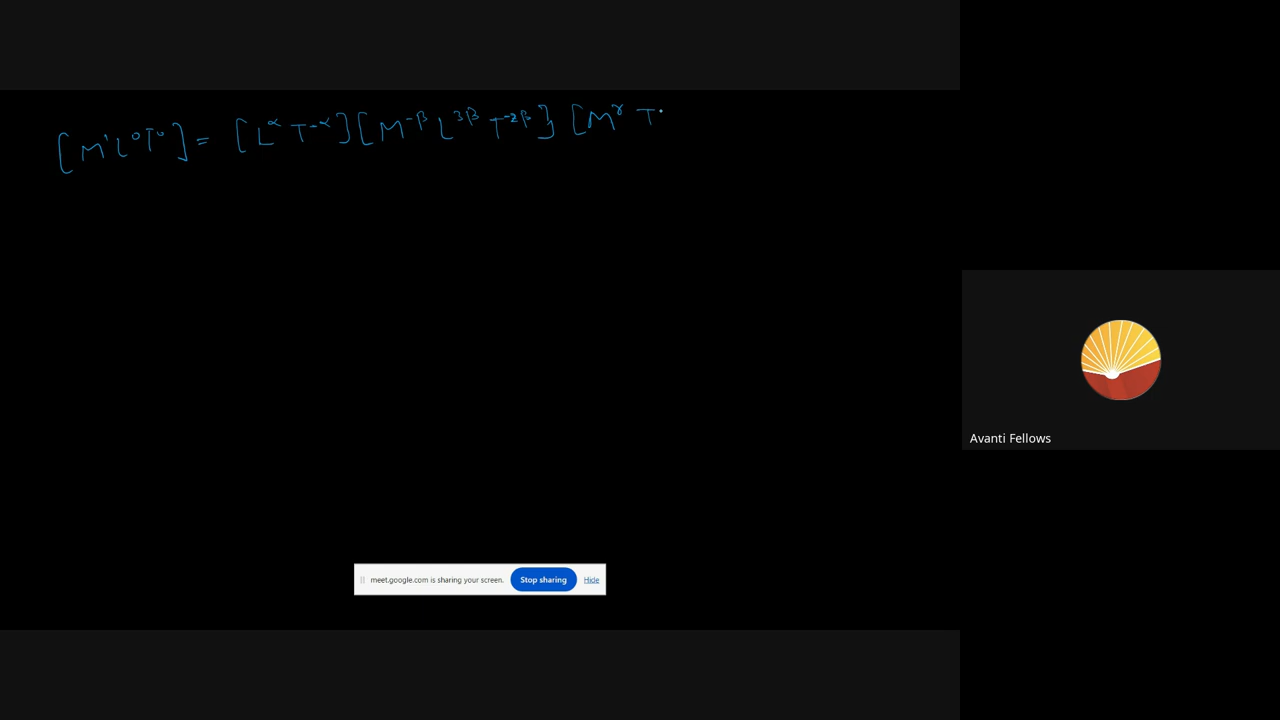 [M¹L⁰T⁰] = [L^α T^-α] [M^-β L^3β T^-2β] [M^γ T
meet.google.com is sharing your screen. Stop sharing Hide
Avanti Fellows